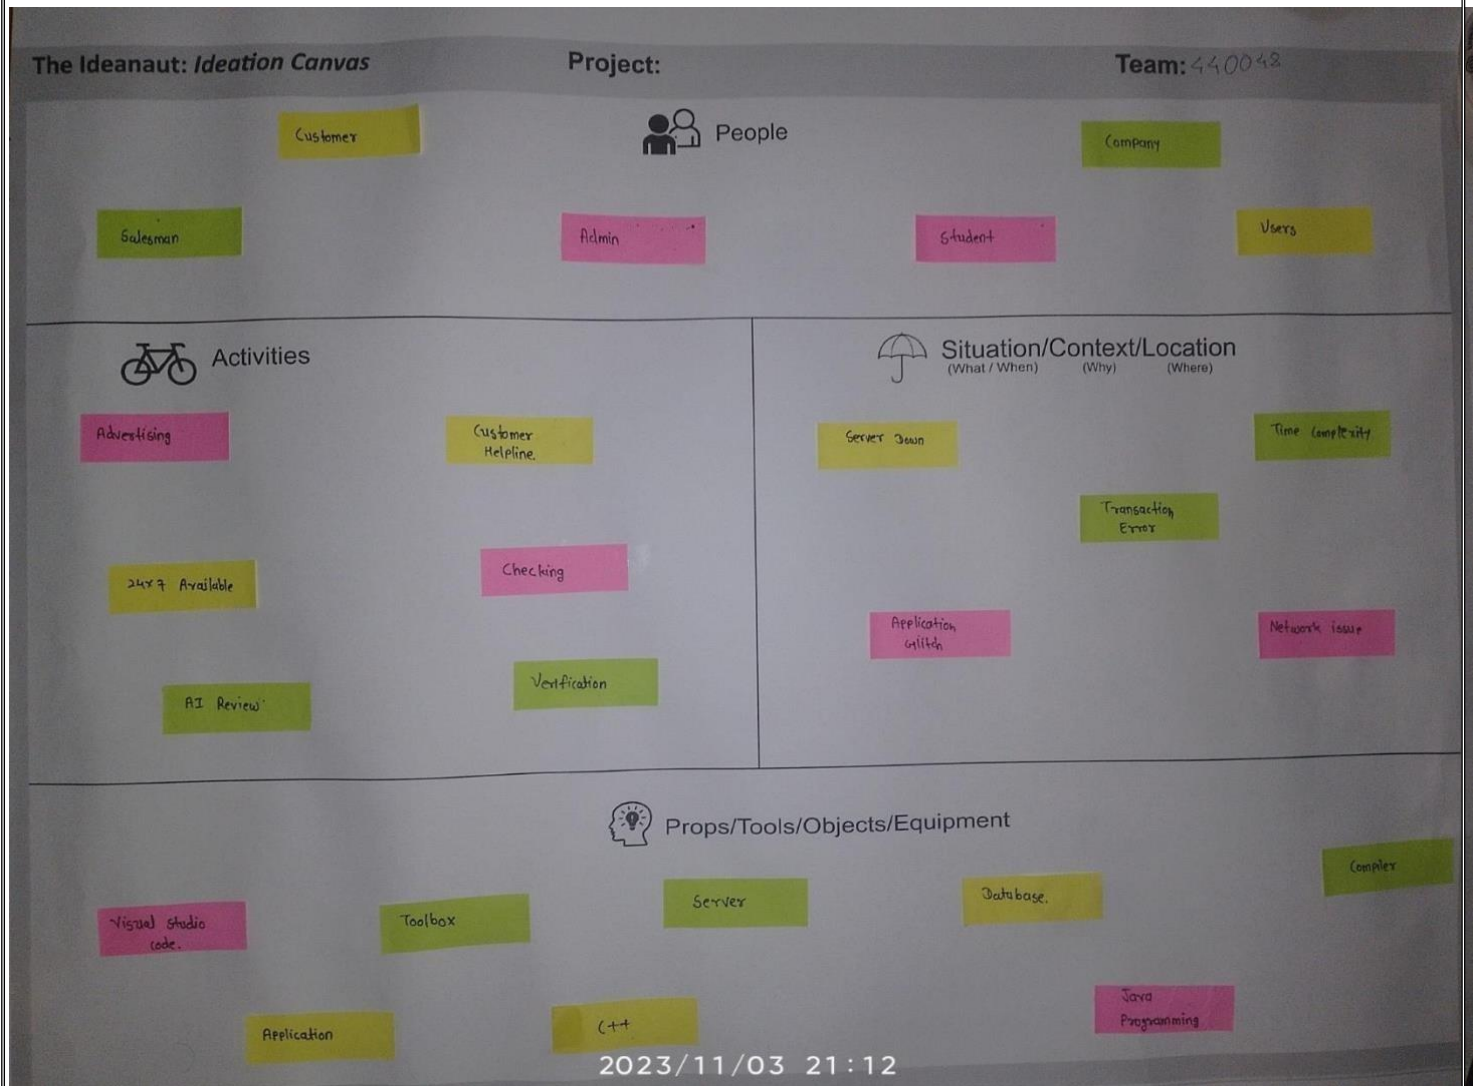 The Ideanaut: Ideation Canvas
Project:
Team: 440048
People
Customer
Company
Salesman
Admin
Student
Users
Activities
Advertising
Customer
Helpline.
24x7 Available
Checking
AI Review
Verification
Situation/Context/Location
(What / When) (Why) (Where)
Server Down
Time Complexity
Transaction
Error
Application
Glitch
Network issue
Props/Tools/Objects/Equipment
Visual Studio
code.
Toolbox
Server
Database.
Compiler
Application
C++
Java
Programming
2023/11/03 21:12